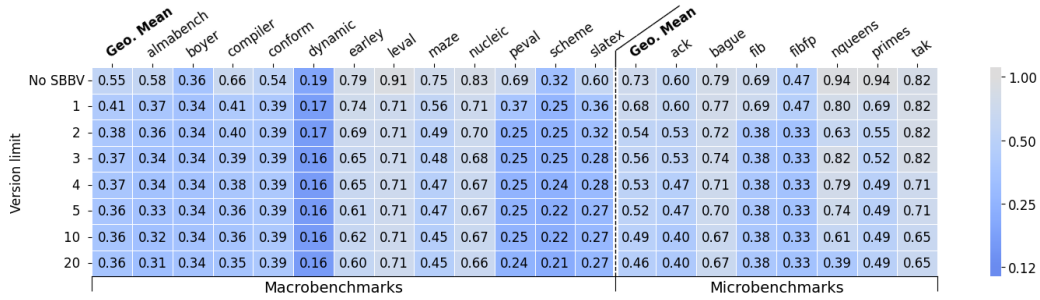 Geo. Mean almabench boyer compiler conform dynamic earley leval maze nucleic peval scheme slatex Geo. Mean ack bague fib fibfp nqueens primes tak
No SBBV 0.55 0.58 0.36 0.66 0.54 0.19 0.79 0.91 0.75 0.83 0.69 0.32 0.60 0.73 0.60 0.79 0.69 0.47 0.94 0.94 0.82 1.00
1 0.41 0.37 0.34 0.41 0.39 0.17 0.74 0.71 0.56 0.71 0.37 0.25 0.36 0.68 0.60 0.77 0.69 0.47 0.80 0.69 0.82
2 0.38 0.36 0.34 0.40 0.39 0.17 0.69 0.71 0.49 0.70 0.25 0.25 0.32 0.54 0.53 0.72 0.38 0.33 0.63 0.55 0.82
3 0.37 0.34 0.34 0.39 0.39 0.16 0.65 0.71 0.48 0.68 0.25 0.25 0.28 0.56 0.53 0.74 0.38 0.33 0.82 0.52 0.82 0.50
Version limit
4 0.37 0.34 0.34 0.38 0.39 0.16 0.65 0.71 0.47 0.67 0.25 0.24 0.28 0.53 0.47 0.71 0.38 0.33 0.79 0.49 0.71
5 0.36 0.33 0.34 0.36 0.39 0.16 0.61 0.71 0.47 0.67 0.25 0.22 0.27 0.52 0.47 0.70 0.38 0.33 0.74 0.49 0.71 0.25
10 0.36 0.32 0.34 0.36 0.39 0.16 0.62 0.71 0.45 0.67 0.25 0.22 0.27 0.49 0.40 0.67 0.38 0.33 0.61 0.49 0.65
20 0.36 0.31 0.34 0.35 0.39 0.16 0.60 0.71 0.45 0.66 0.24 0.21 0.27 0.46 0.40 0.67 0.38 0.33 0.39 0.49 0.65 0.12
Macrobenchmarks Microbenchmarks